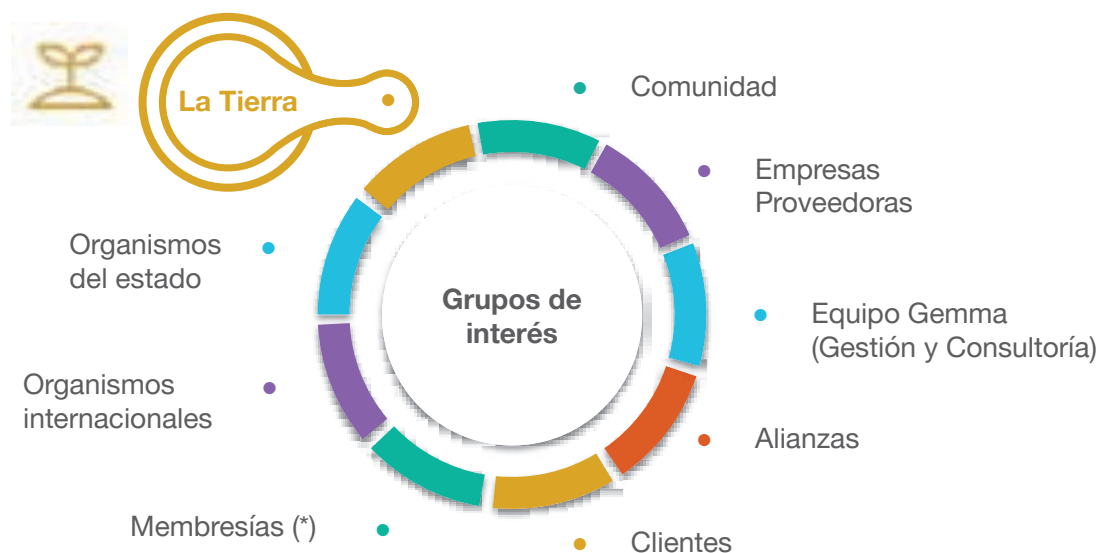 La Tierra
Comunidad
Empresas
Proveedoras
Organismos
del estado
Grupos de
interés
Equipo Gemma
(Gestión y Consultoría)
Organismos
internacionales
Alianzas
Membresías (*)
Clientes